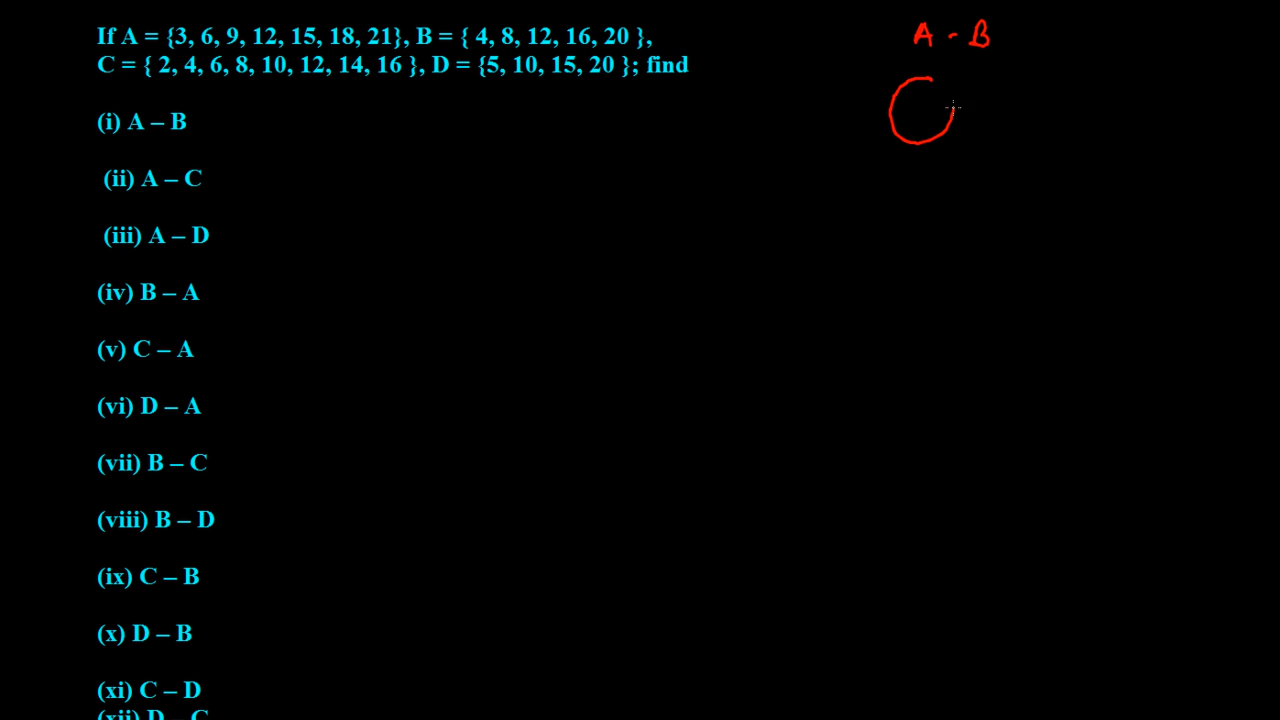 If A = {3, 6, 9, 12, 15, 18, 21}, B = { 4, 8, 12, 16, 20 },
C = { 2, 4, 6, 8, 10, 12, 14, 16 }, D = {5, 10, 15, 20 }; find
(i) A – B
(ii) A – C
(iii) A – D
(iv) B – A
(v) C – A
(vi) D – A
(vii) B – C
(viii) B – D
(ix) C – B
(x) D – B
(xi) C – D
(xii) D – C
A - B